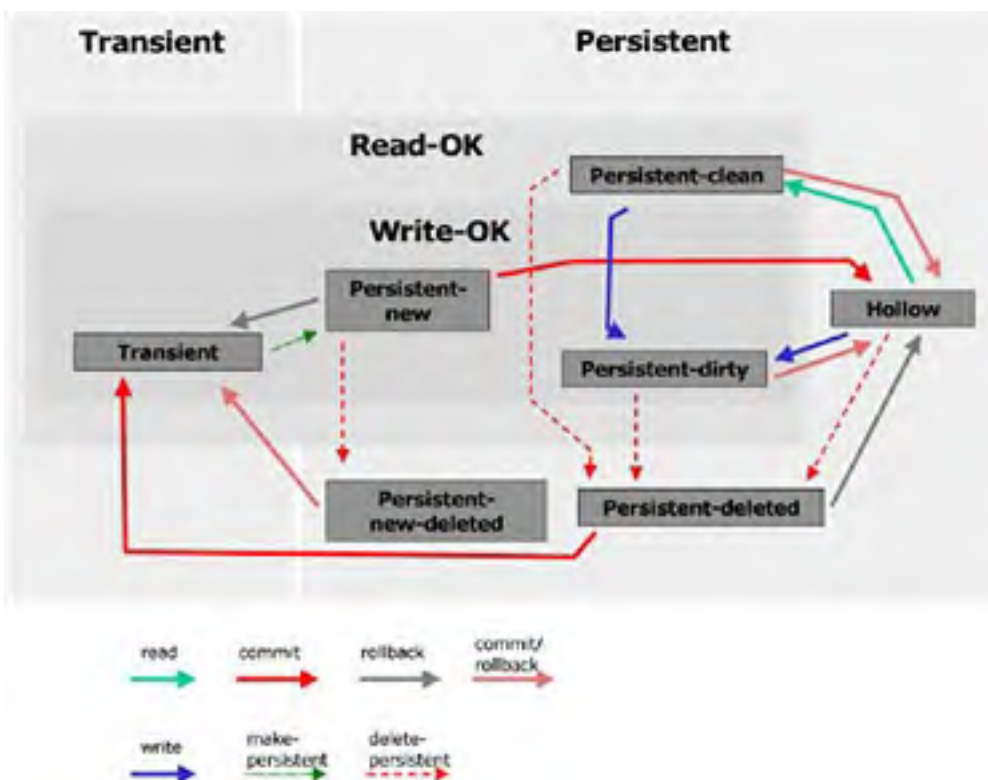 Transient
Persistent
Read-OK
Persistent-clean
Write-OK
Persistent-
new
Hollow
Transient
Persistent-dirty
Persistent-
new-deleted
Persistent-deleted
read
commit
rollback
commit/
rollback
write
make-
persistent
delete-
persistent